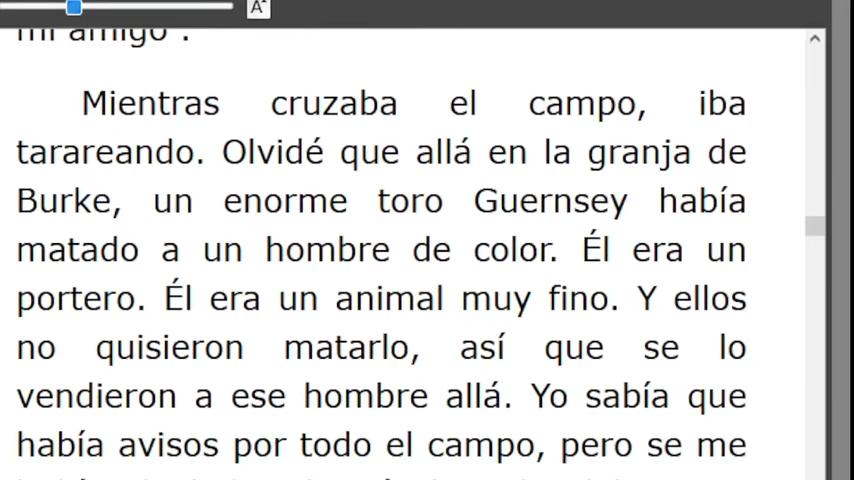 A
mi amigo".
Mientras cruzaba el campo, iba
tarareando. Olvidé que allá en la granja de
Burke, un enorme toro Guernsey había
matado a un hombre de color. Él era un
portero. Él era un animal muy fino. Y ellos
no quisieron matarlo, así que se lo
vendieron a ese hombre allá. Yo sabía que
había avisos por todo el campo, pero se me